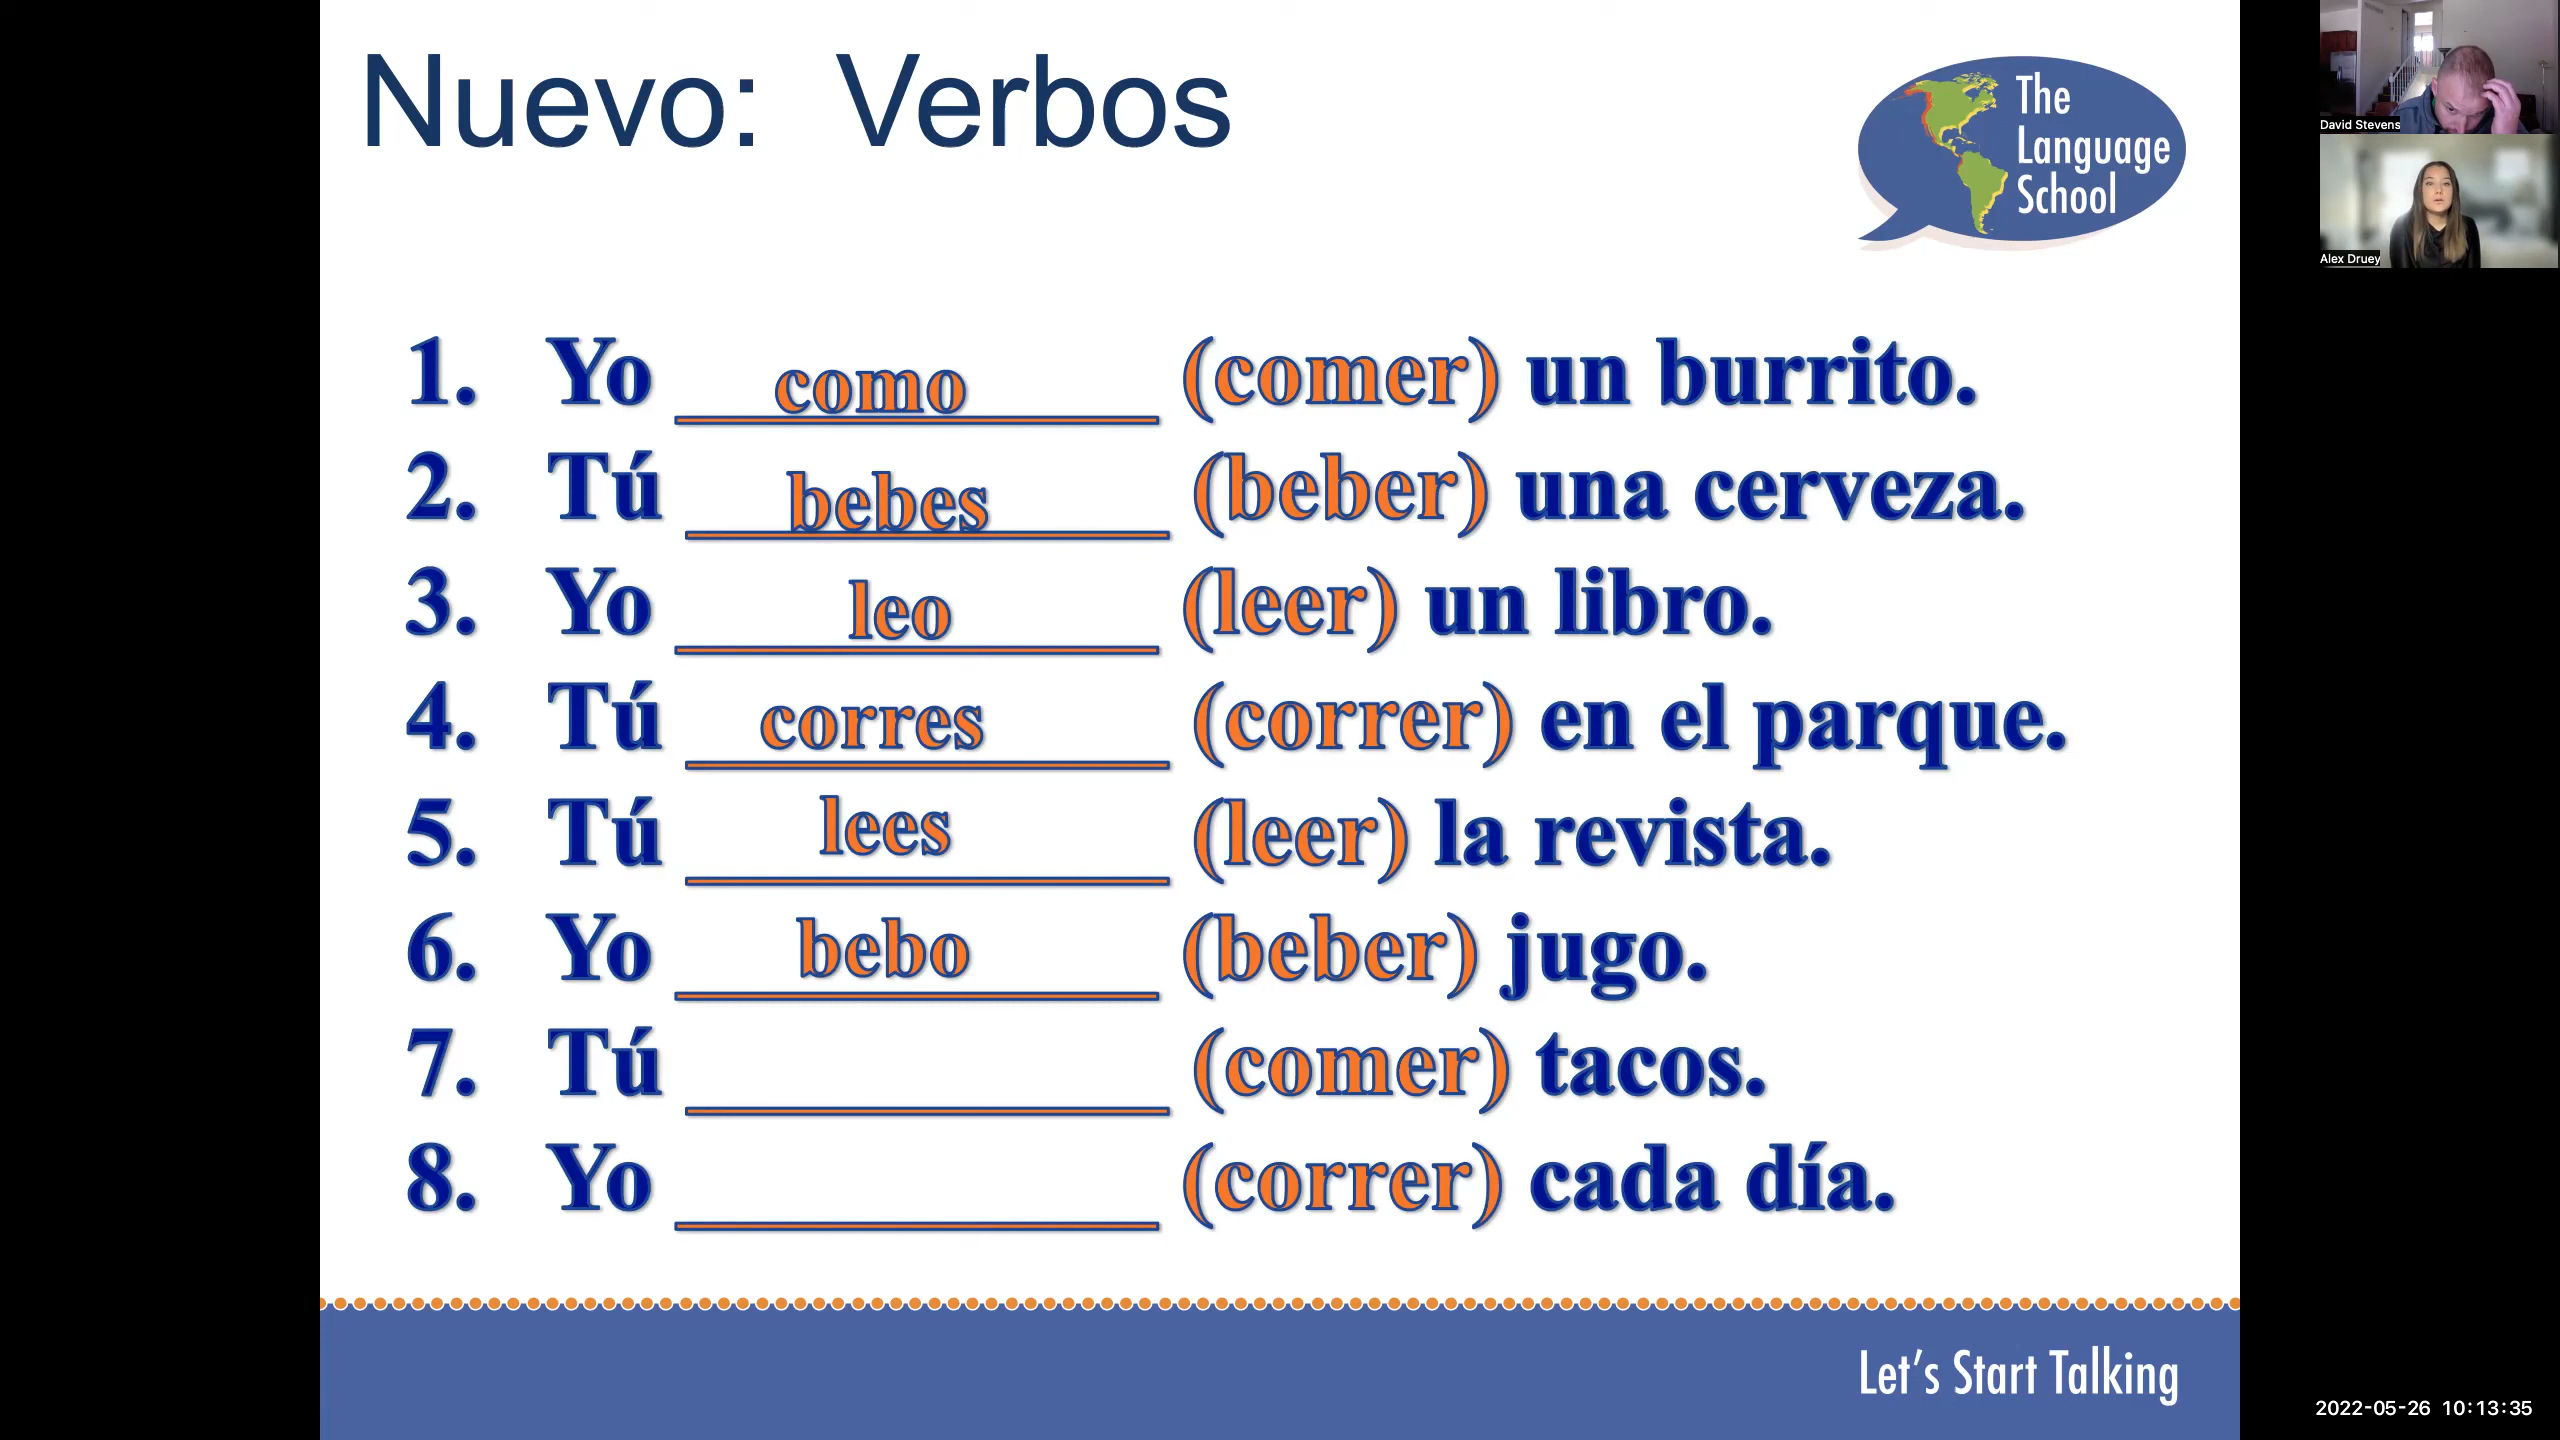 Nuevo: Verbos
The
Language
School
1. Yo como (comer) un burrito.
2. Tú bebes (beber) una cerveza.
3. Yo leo (leer) un libro.
4. Tú corres (correr) en el parque.
5. Tú lees (leer) la revista.
6. Yo bebo (beber) jugo.
7. Tú ____________ (comer) tacos.
8. Yo ____________ (correr) cada día.
Let's Start Talking
David Stevens
Alex Druey
2022-05-26 10:13:35